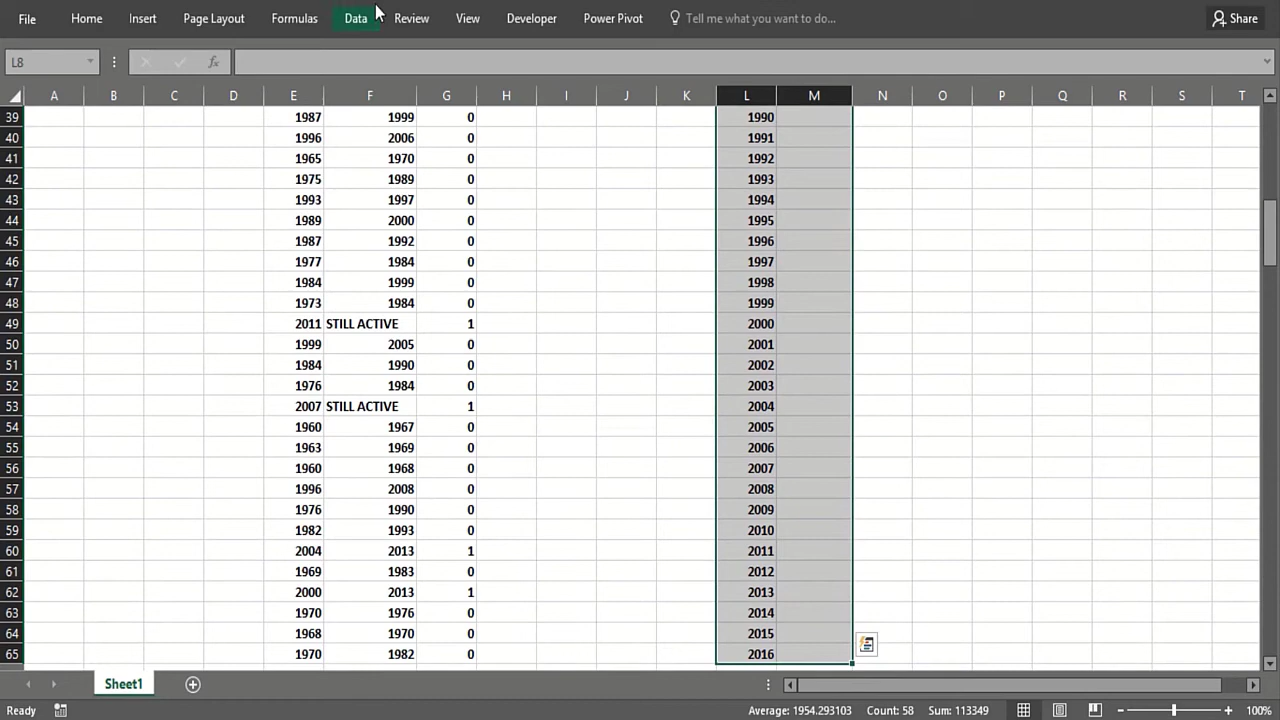 File Home Insert Page Layout Formulas Data Review View Developer Power Pivot Tell me what you want to do... Share
L8 fx
A B C D E F G H I J K L M N O P Q R S T
39 1987 1999 0 1990
40 1996 2006 0 1991
41 1965 1970 0 1992
42 1975 1989 0 1993
43 1993 1997 0 1994
44 1989 2000 0 1995
45 1987 1992 0 1996
46 1977 1984 0 1997
47 1984 1999 0 1998
48 1973 1984 0 1999
49 2011 STILL ACTIVE 1 2000
50 1999 2005 0 2001
51 1984 1990 0 2002
52 1976 1984 0 2003
53 2007 STILL ACTIVE 1 2004
54 1960 1967 0 2005
55 1963 1969 0 2006
56 1960 1968 0 2007
57 1996 2008 0 2008
58 1976 1990 0 2009
59 1982 1993 0 2010
60 2004 2013 1 2011
61 1969 1983 0 2012
62 2000 2013 1 2013
63 1970 1976 0 2014
64 1968 1970 0 2015
65 1970 1982 0 2016
Sheet1
Ready Average: 1954.293103 Count: 58 Sum: 113349 100%